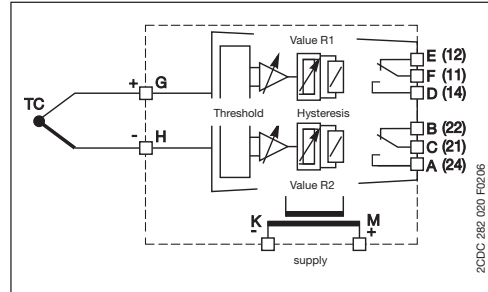 Value R1
E (12)
+ G
F (11)
TC
D (14)
Threshold
Hysteresis
- H
B (22)
C (21)
A (24)
Value R2
K M
- +
supply
2CDC 282 020 F0206